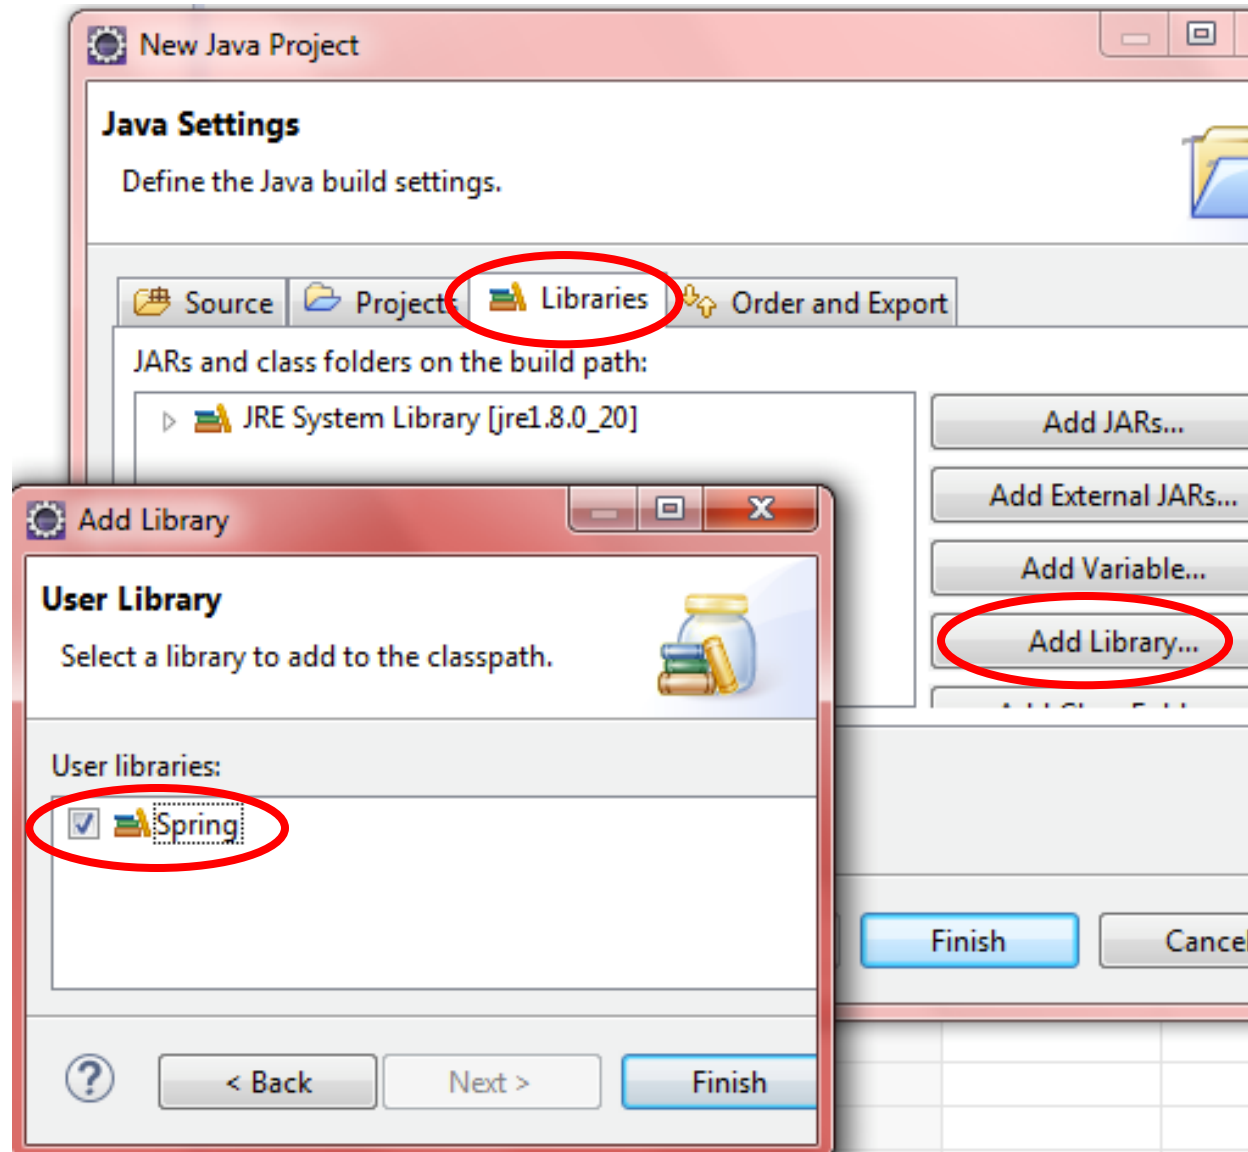 New Java Project
Java Settings
Define the Java build settings.
Source Projects Libraries Order and Export
JARs and class folders on the build path:
JRE System Library [jre1.8.0_20]
Add JARs...
Add External JARs...
Add Variable...
Add Library...
Finish Cancel
Add Library
User Library
Select a library to add to the classpath.
User libraries:
Spring
? < Back Next > Finish